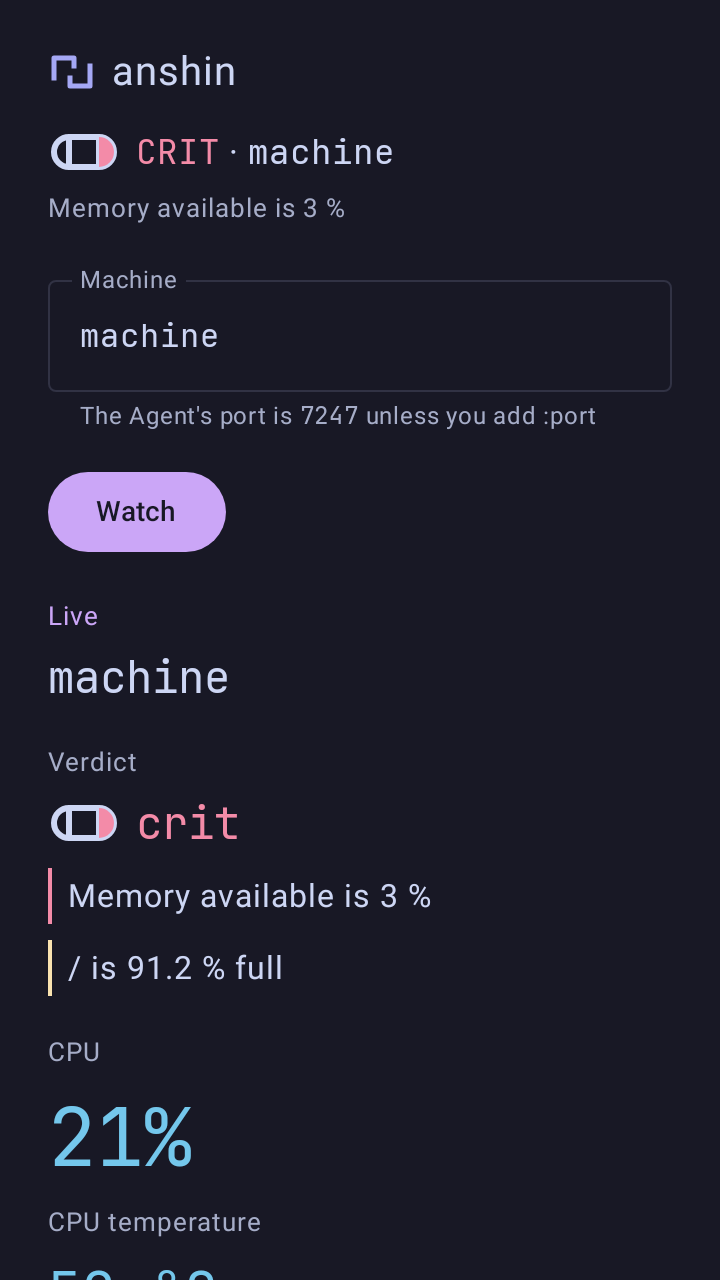 anshin
CRIT · machine
Memory available is 3 %
Machine
machine
The Agent's port is 7247 unless you add :port
Watch
Live
machine
Verdict
crit
Memory available is 3 %
/ is 91.2 % full
CPU
21%
CPU temperature